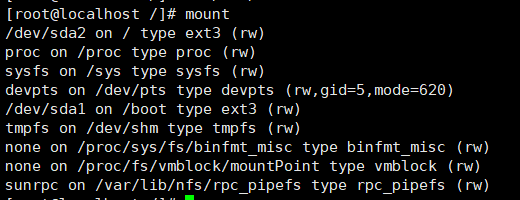 [root@localhost /]# mount
/dev/sda2 on / type ext3 (rw)
proc on /proc type proc (rw)
sysfs on /sys type sysfs (rw)
devpts on /dev/pts type devpts (rw,gid=5,mode=620)
/dev/sda1 on /boot type ext3 (rw)
tmpfs on /dev/shm type tmpfs (rw)
none on /proc/sys/fs/binfmt_misc type binfmt_misc (rw)
none on /proc/fs/vmblock/mountPoint type vmblock (rw)
sunrpc on /var/lib/nfs/rpc_pipefs type rpc_pipefs (rw)